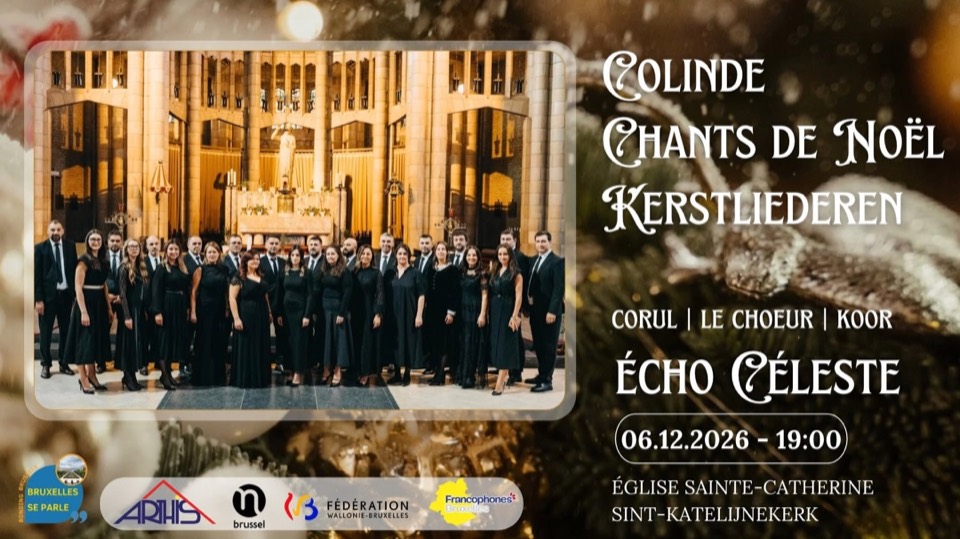 Colinde
Chants de Noël
Kerstliederen
CORUL | LE CHOEUR | KOOR
ÉCHO CÉLESTE
06.12.2026 – 19:00
ÉGLISE SAINTE-CATHERINE
SINT-KATELIJNEKERK
BRUXELLES
SE PARLE
ARTHIS
n
brussel
FÉDÉRATION
WALLONIE-BRUXELLES
Francophones
Bruxelles